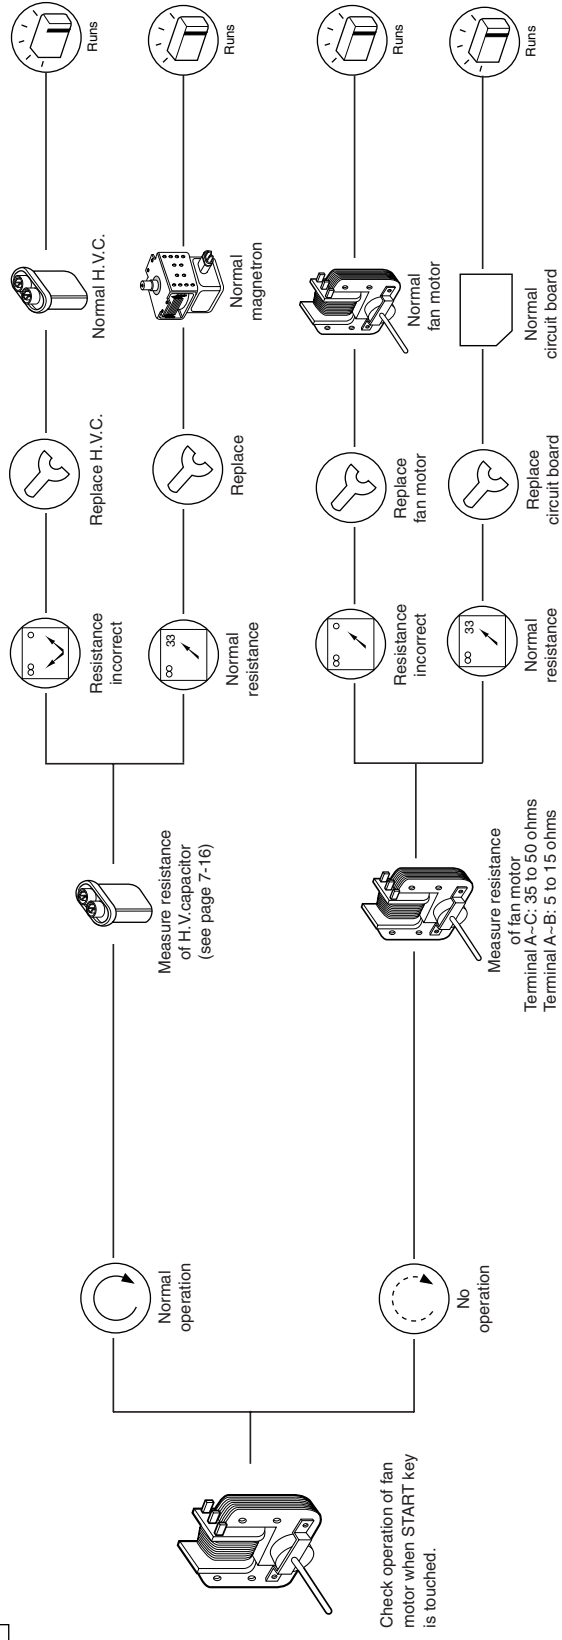 Check operation of fan
motor when START key
is touched.
Normal
operation
No
operation
Measure resistance
of H.V.capacitor
(see page 7-16)
Measure resistance
of fan motor
Terminal A~C: 35 to 50 ohms
Terminal A~B: 5 to 15 ohms
∞
0
Resistance
incorrect
Replace H.V.C.
Normal H.V.C.
Runs
∞
33
Normal
resistance
Replace
Normal
magnetron
Runs
∞
0
Resistance
incorrect
Replace
fan motor
Normal
fan motor
Runs
∞
33
Normal
resistance
Replace
circuit board
Normal
circuit board
Runs